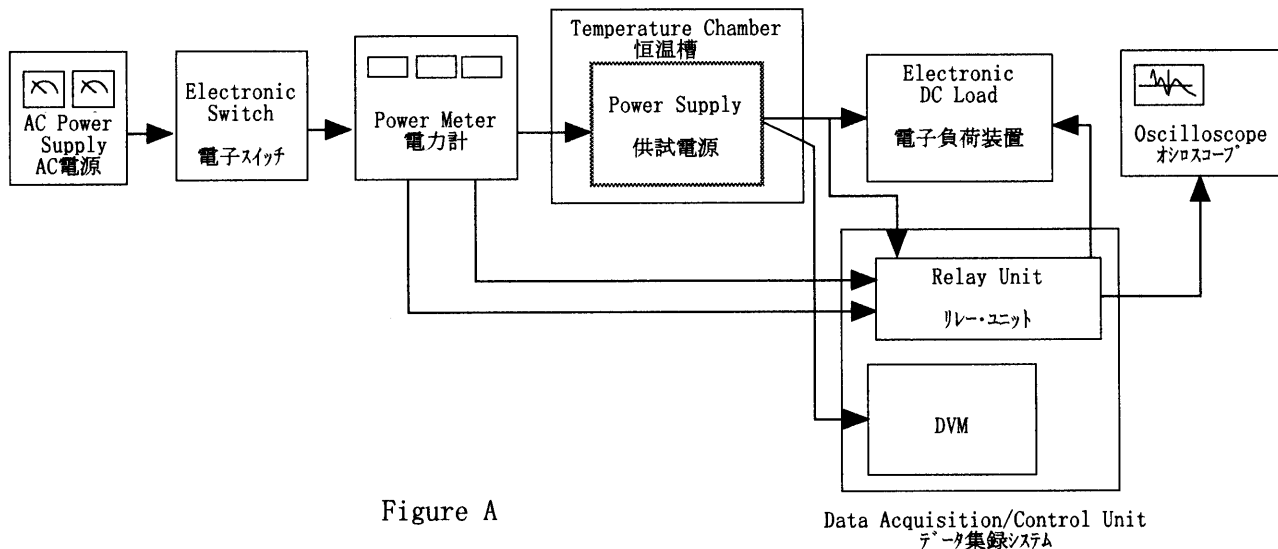 AC Power
Supply
AC電源
Electronic
Switch
電子スイッチ
Power Meter
電力計
Temperature Chamber
恒温槽
Power Supply
供試電源
Electronic
DC Load
電子負荷装置
Oscilloscope
オシロスコープ
Relay Unit
リレー・ユニット
DVM
Data Acquisition/Control Unit
データ集録システム
Figure A